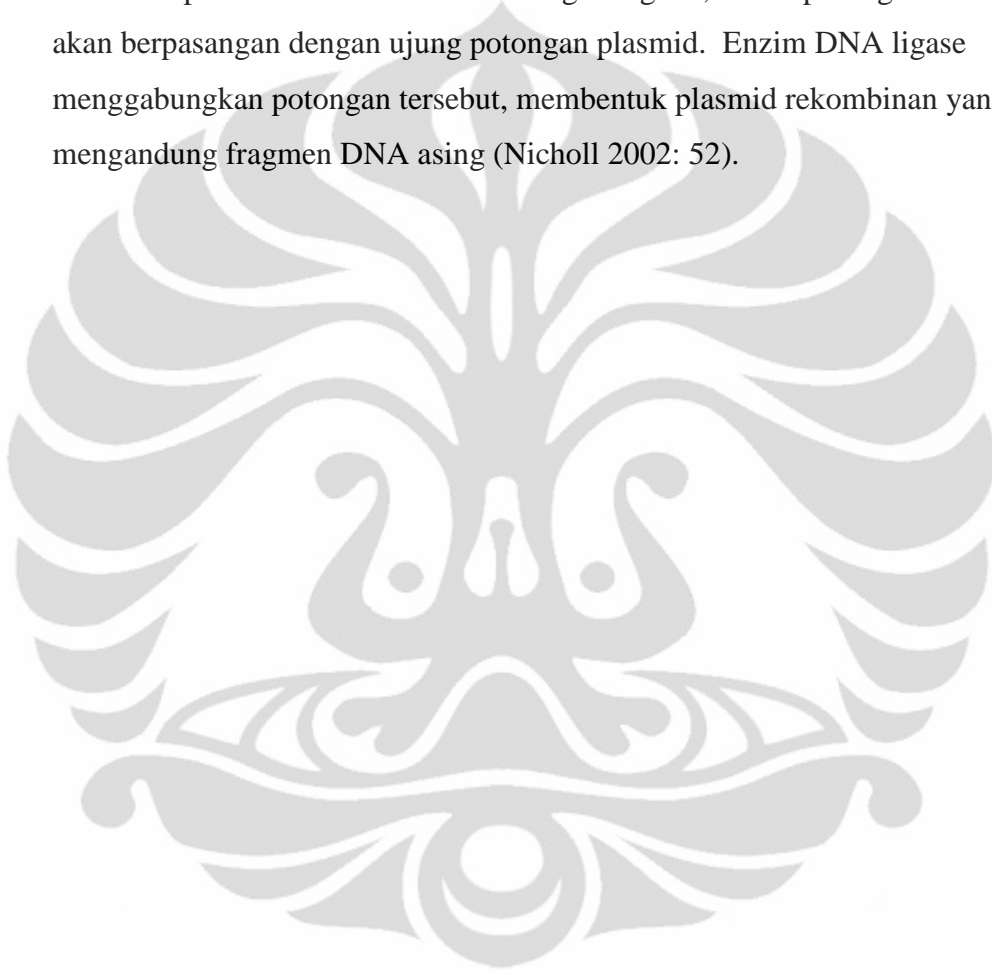 akan berpasangan dengan ujung potongan plasmid. Enzim DNA ligase
menggabungkan potongan tersebut, membentuk plasmid rekombinan yan
mengandung fragmen DNA asing (Nicholl 2002: 52).